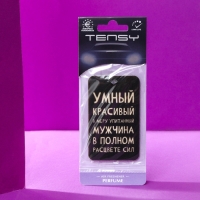 TENSY
УМНЫЙ
КРАСИВЫЙ
В МЕРУ УПИТАННЫЙ
МУЖЧИНА
В ПОЛНОМ
РАСЦВЕТЕ СИЛ
PERFUME